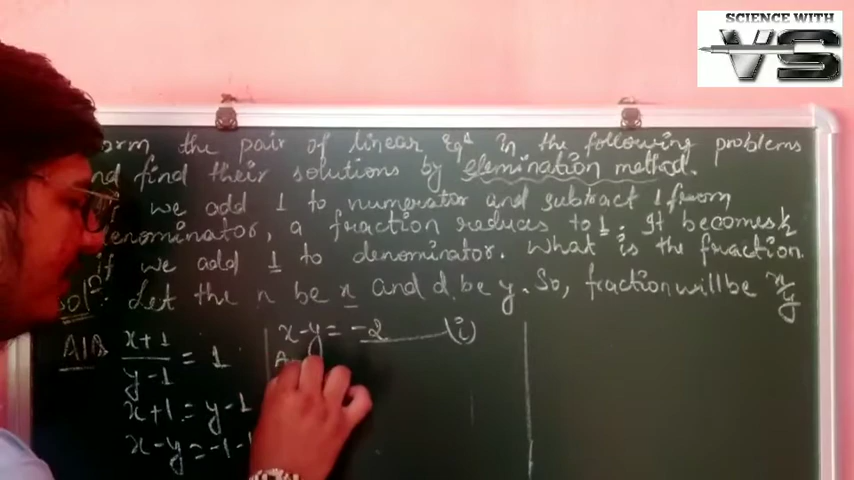 SCIENCE WITH
VS
orm the pair of linear Eqⁿ in the following problems
nd find their solutions by elemination method.
we add 1 to numerator and subtract 1 from
enominator, a fraction reduces to 1. It becomes ½
if we add 1 to denominator. What is the fraction
Solⁿ: Let the n be x and d. be y. So, fraction will be x/y
A/Q x+1/y-1 = 1
x+1 = y-1
x-y = -1-1
x-y = -2 (i)